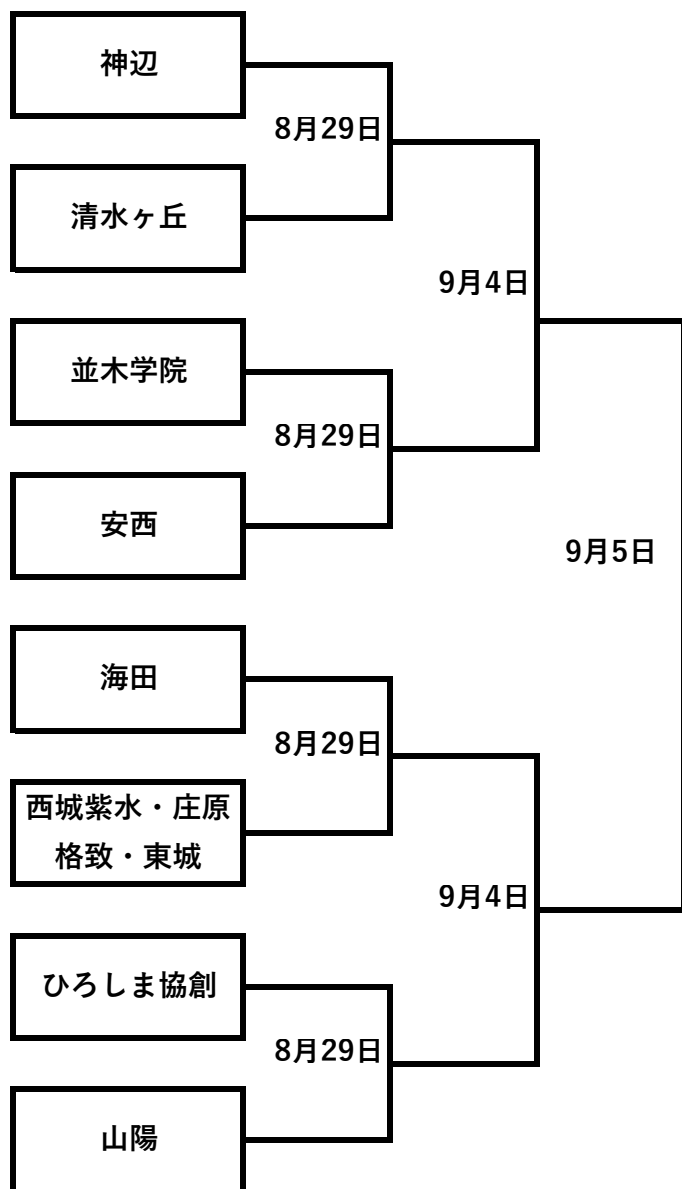 神辺
8月29日
清水ヶ丘
9月4日
並木学院
8月29日
安西
9月5日
海田
8月29日
西城紫水・庄原
格致・東城
9月4日
ひろしま協創
8月29日
山陽